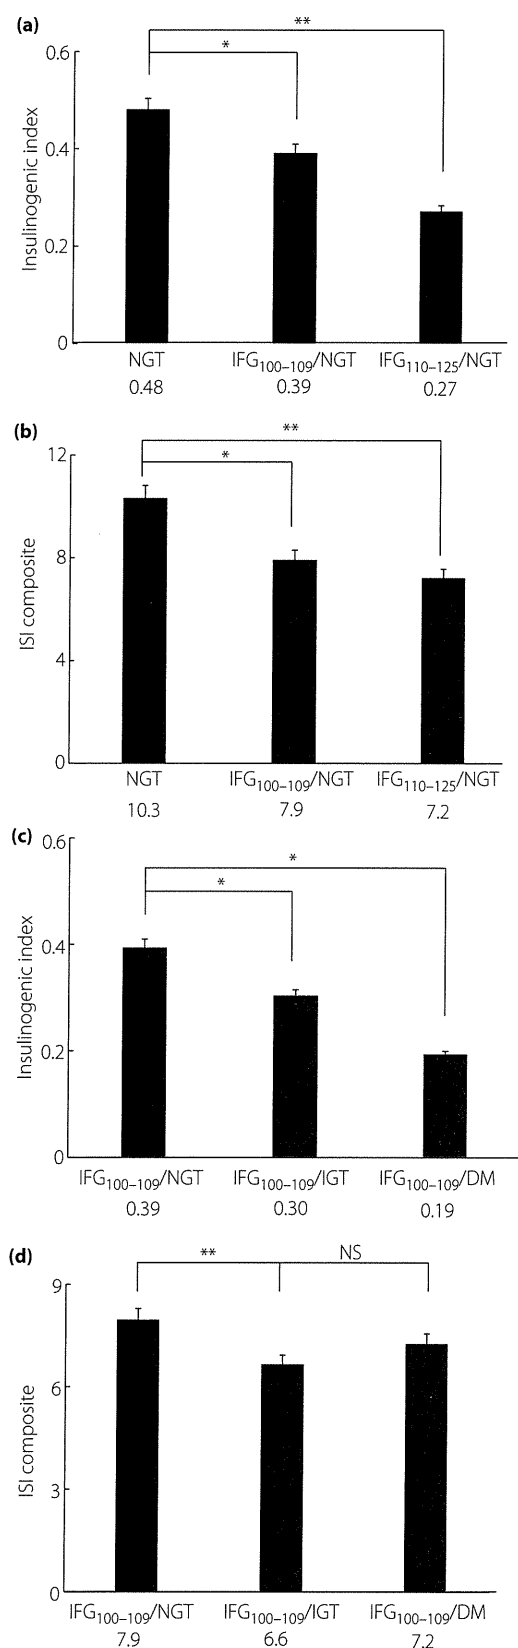 (a)
**
*
0.6
0.4
0.2
0
Insulinogenic index
NGT IFG100–109/NGT IFG110–125/NGT
0.48 0.39 0.27
(b)
**
*
12
8
4
0
ISI composite
NGT IFG100–109/NGT IFG110–125/NGT
10.3 7.9 7.2
(c)
*
*
0.6
0.4
0.2
0
Insulinogenic index
IFG100–109/NGT IFG100–109/IGT IFG100–109/DM
0.39 0.30 0.19
(d)
** NS
9
6
3
0
ISI composite
IFG100–109/NGT IFG100–109/IGT IFG100–109/DM
7.9 6.6 7.2